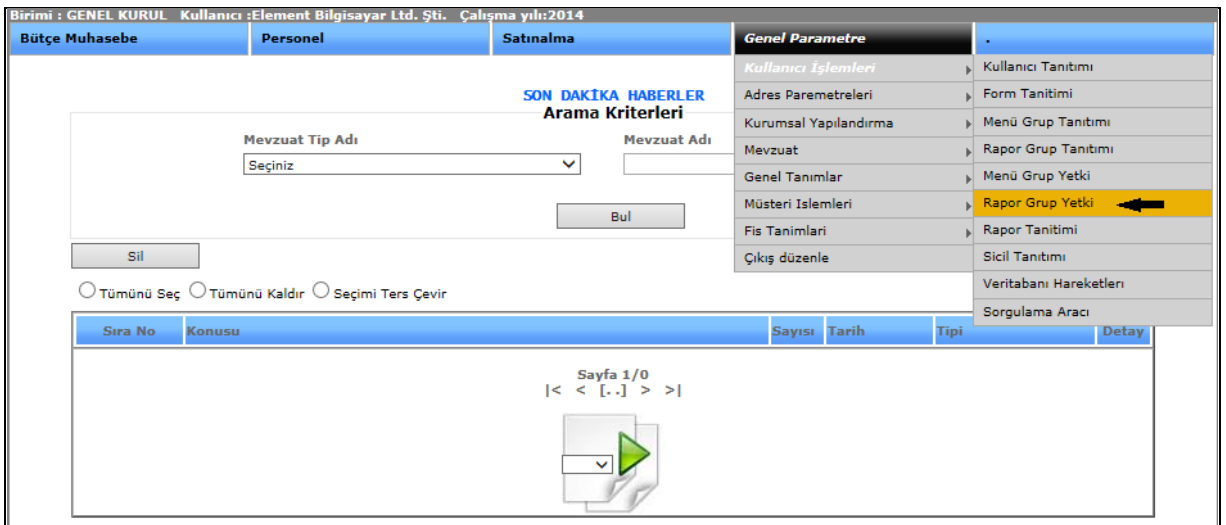 Birimi : GENEL KURUL Kullanıcı :Element Bilgisayar Ltd. Şti. Çalışma yılı:2014
Bütçe Muhasebe Personel Satınalma Genel Parametre .
Kullanıcı İşlemleri Kullanıcı Tanıtımı
SON DAKİKA HABERLER Adres Paremetreleri Form Tanitimi
Arama Kriterleri Kurumsal Yapılandırma Menü Grup Tanıtımı
Mevzuat Tip Adı Mevzuat Adı Mevzuat Rapor Grup Tanıtımı
Seçiniz Genel Tanımlar Menü Grup Yetki
Müsteri Islemleri Rapor Grup Yetki
Bul Fis Tanimlari Rapor Tanitimi
Sil Çıkış düzenle Sicil Tanıtımı
Veritabanı Hareketleri
Tümünü Seç Tümünü Kaldır Seçimi Ters Çevir
Sorgulama Aracı
Sıra No Konusu Sayısı Tarih Tipi Detay
Sayfa 1/0
|< < [..] > >|